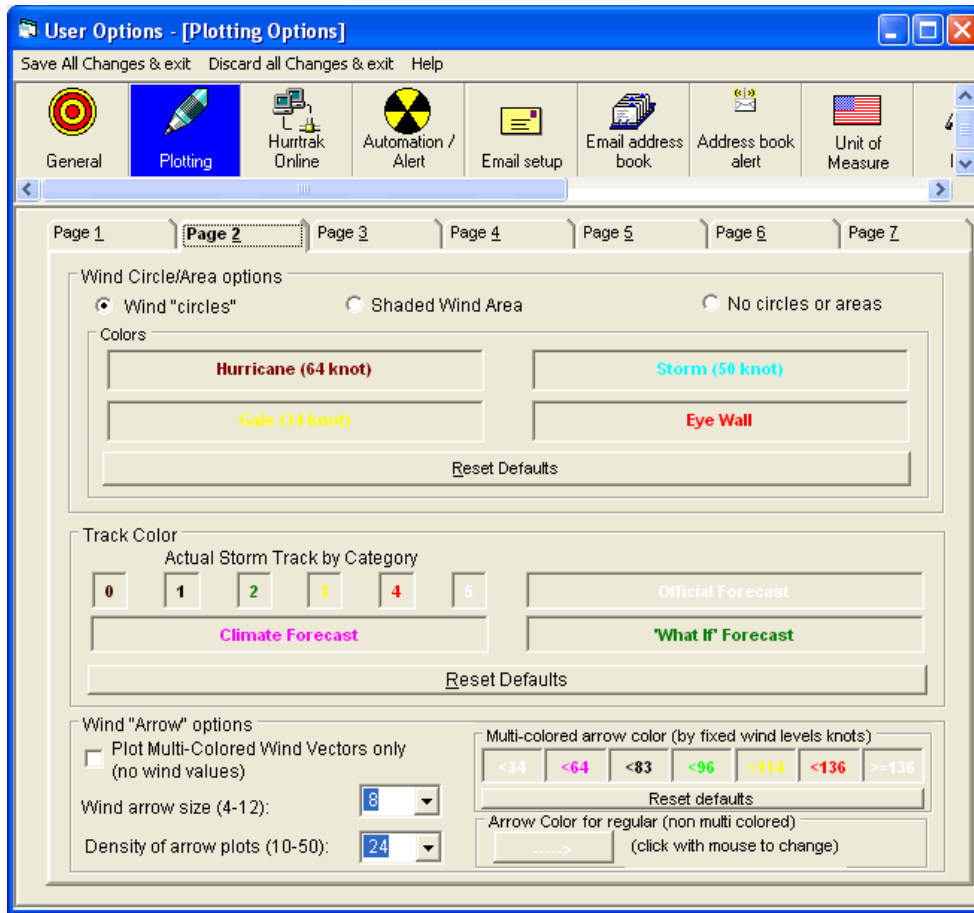 User Options - [Plotting Options]
Save All Changes & exit Discard all Changes & exit Help
General
Plotting
Hurrtrak Online
Automation / Alert
Email setup
Email address book
Address book alert
Unit of Measure
Page 1 Page 2 Page 3 Page 4 Page 5 Page 6 Page 7
Wind Circle/Area options
Wind "circles" Shaded Wind Area No circles or areas
Colors
Hurricane (64 knot) Storm (50 knot)
Gale (34 knot) Eye Wall
Reset Defaults
Track Color
Actual Storm Track by Category
0 1 2 3 4 5 Official Forecast
Climate Forecast 'What If' Forecast
Reset Defaults
Wind "Arrow" options
Plot Multi-Colored Wind Vectors only
(no wind values)
Wind arrow size (4-12): 8
Density of arrow plots (10-50): 24
Multi-colored arrow color (by fixed wind levels knots)
<34 <64 <83 <96 <114 <136 >=136
Reset defaults
Arrow Color for regular (non multi colored)
-----> (click with mouse to change)